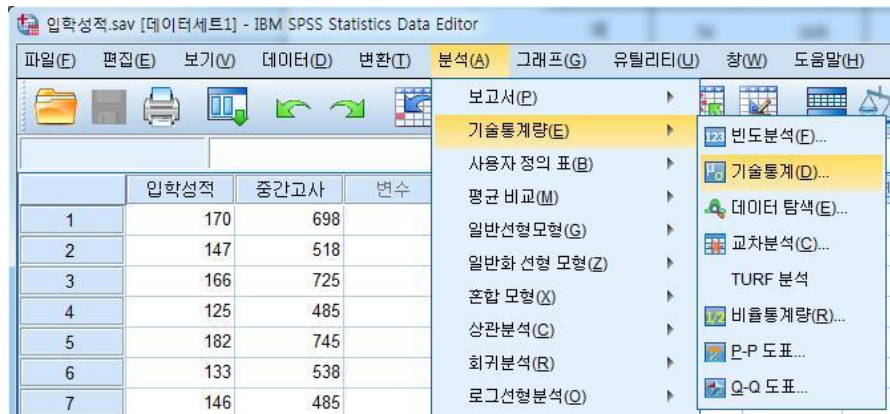 입학성적.sav [데이터세트1] - IBM SPSS Statistics Data Editor
파일(F) 편집(E) 보기(V) 데이터(D) 변환(T) 분석(A) 그래프(G) 유틸리티(U) 창(W) 도움말(H)
보고서(P)
기술통계량(E)
사용자 정의 표(B)
평균 비교(M)
일반선형모형(G)
일반화 선형 모형(Z)
혼합 모형(X)
상관분석(C)
회귀분석(R)
로그선형분석(O)
123 빈도분석(F)...
기술통계(D)...
데이터 탐색(E)...
교차분석(C)...
TURF 분석
1/2 비율통계량(R)...
P-P 도표...
Q-Q 도표...
입학성적 중간고사 변수
1 170 698
2 147 518
3 166 725
4 125 485
5 182 745
6 133 538
7 146 485